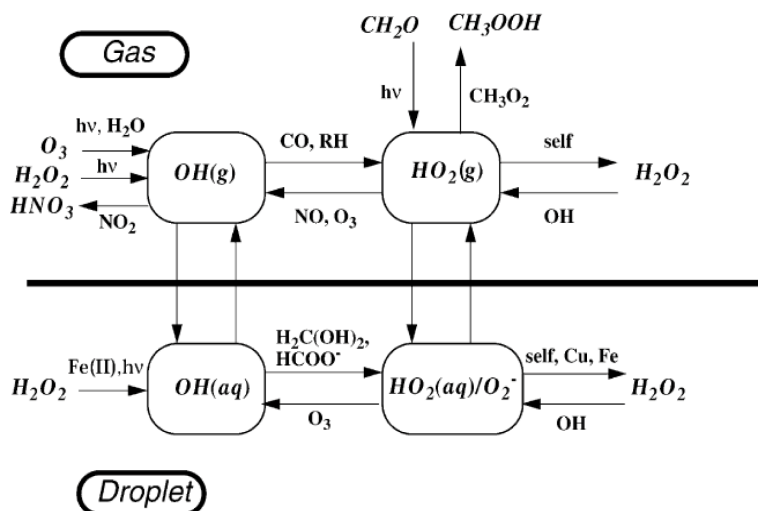 CH2O CH3OOH
Gas
hν
CH3O2
hν, H2O
O3
CO, RH
self
H2O2
hν
OH(g)
HO2(g)
H2O2
HNO3
NO2
NO, O3
OH
H2C(OH)2,
HCOO-
Fe(II),hν
self, Cu, Fe
H2O2
OH(aq)
HO2(aq)/O2-
H2O2
O3
OH
Droplet